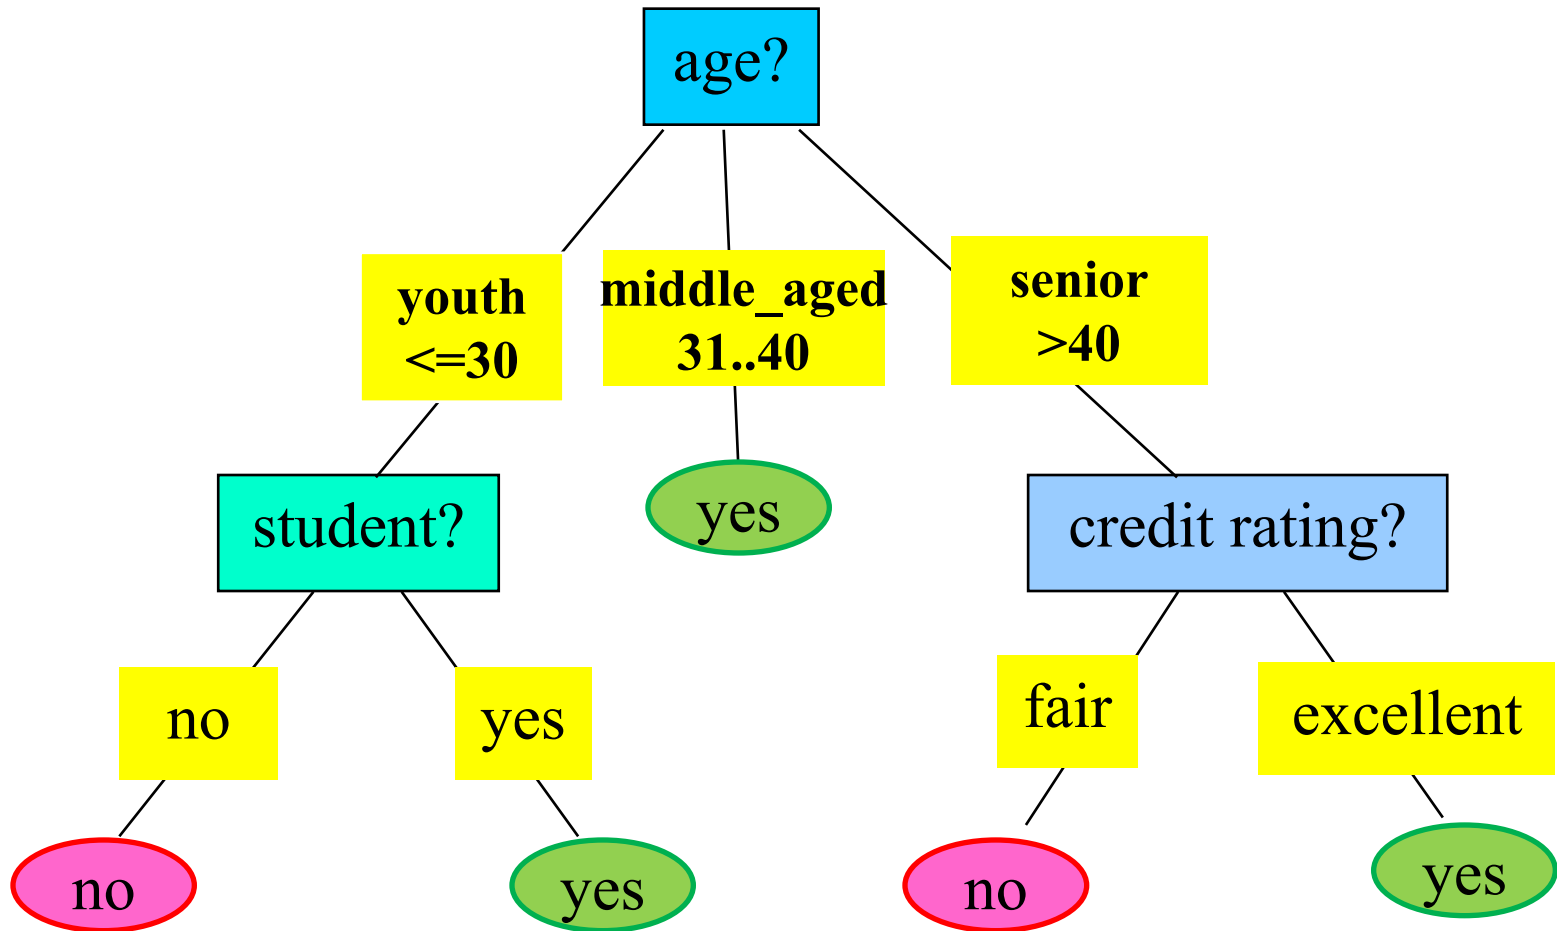 age?
youth
<=30
middle_aged
31..40
senior
>40
student?
yes
credit rating?
no
yes
fair
excellent
no
yes
no
yes